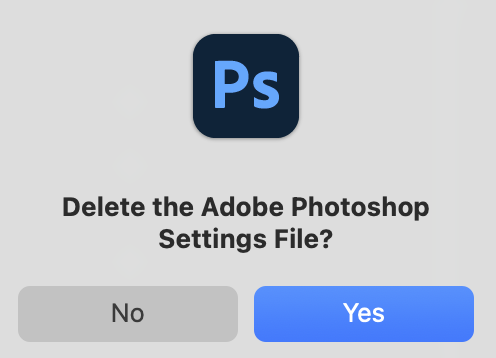 Ps
Delete the Adobe Photoshop
Settings File?
No
Yes